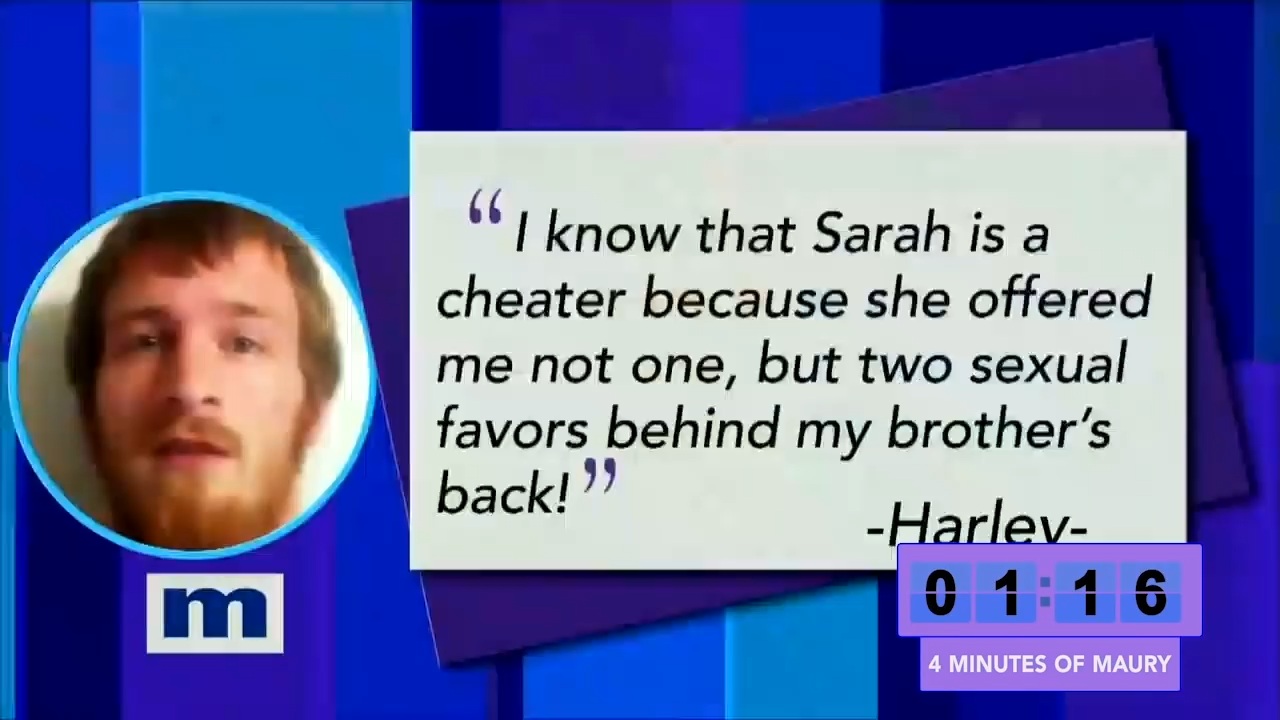 “I know that Sarah is a
cheater because she offered
me not one, but two sexual
favors behind my brother’s
back!”
-Harley-
m
01:16
4 MINUTES OF MAURY